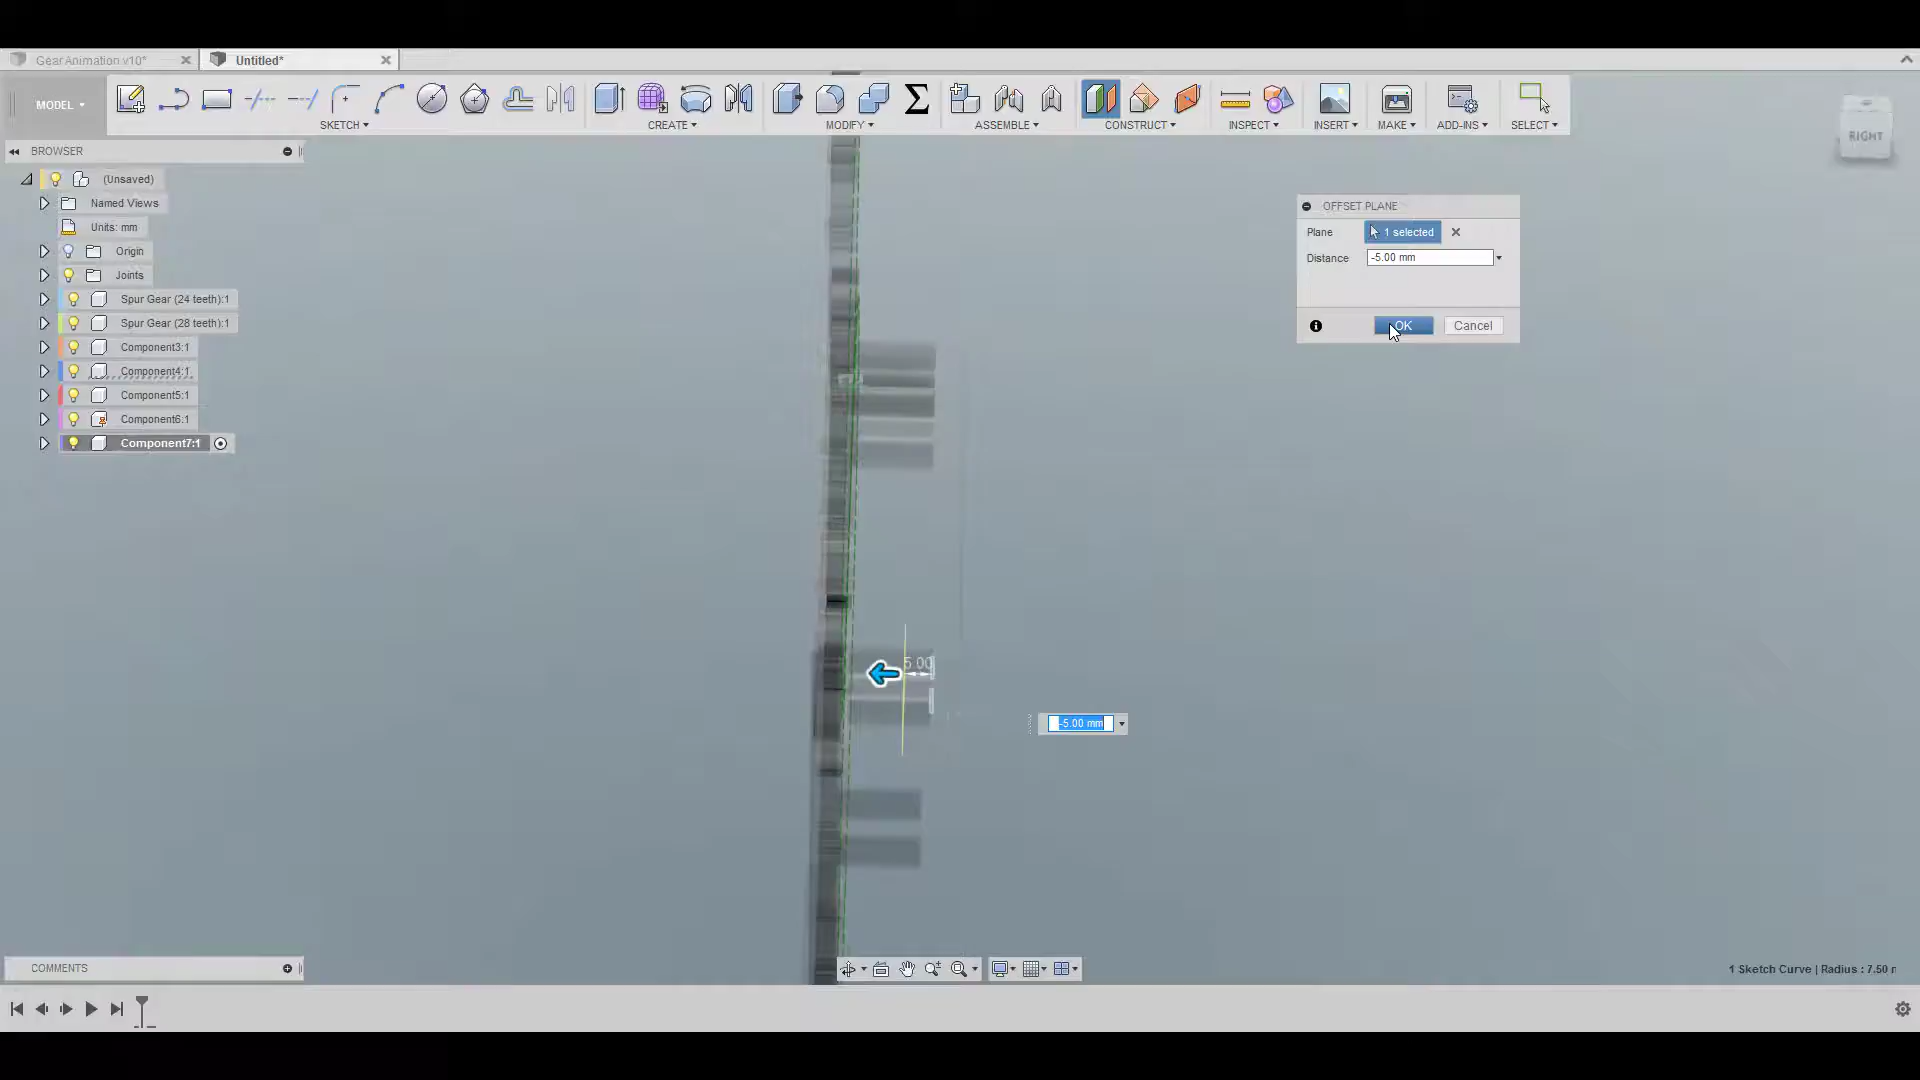 Gear Animation v10*
Untitled*
MODEL
SKETCH
CREATE
MODIFY
ASSEMBLE
CONSTRUCT
INSPECT
INSERT
MAKE
ADD-INS
SELECT
RIGHT
BROWSER
(Unsaved)
Named Views
Units: mm
Origin
Joints
Spur Gear (24 teeth):1
Spur Gear (28 teeth):1
Component3:1
Component4:1
Component5:1
Component6:1
Component7:1
OFFSET PLANE
Plane 1 selected
Distance -5.00 mm
OK Cancel
5.00
-5.00 mm
COMMENTS
1 Sketch Curve | Radius : 7.50